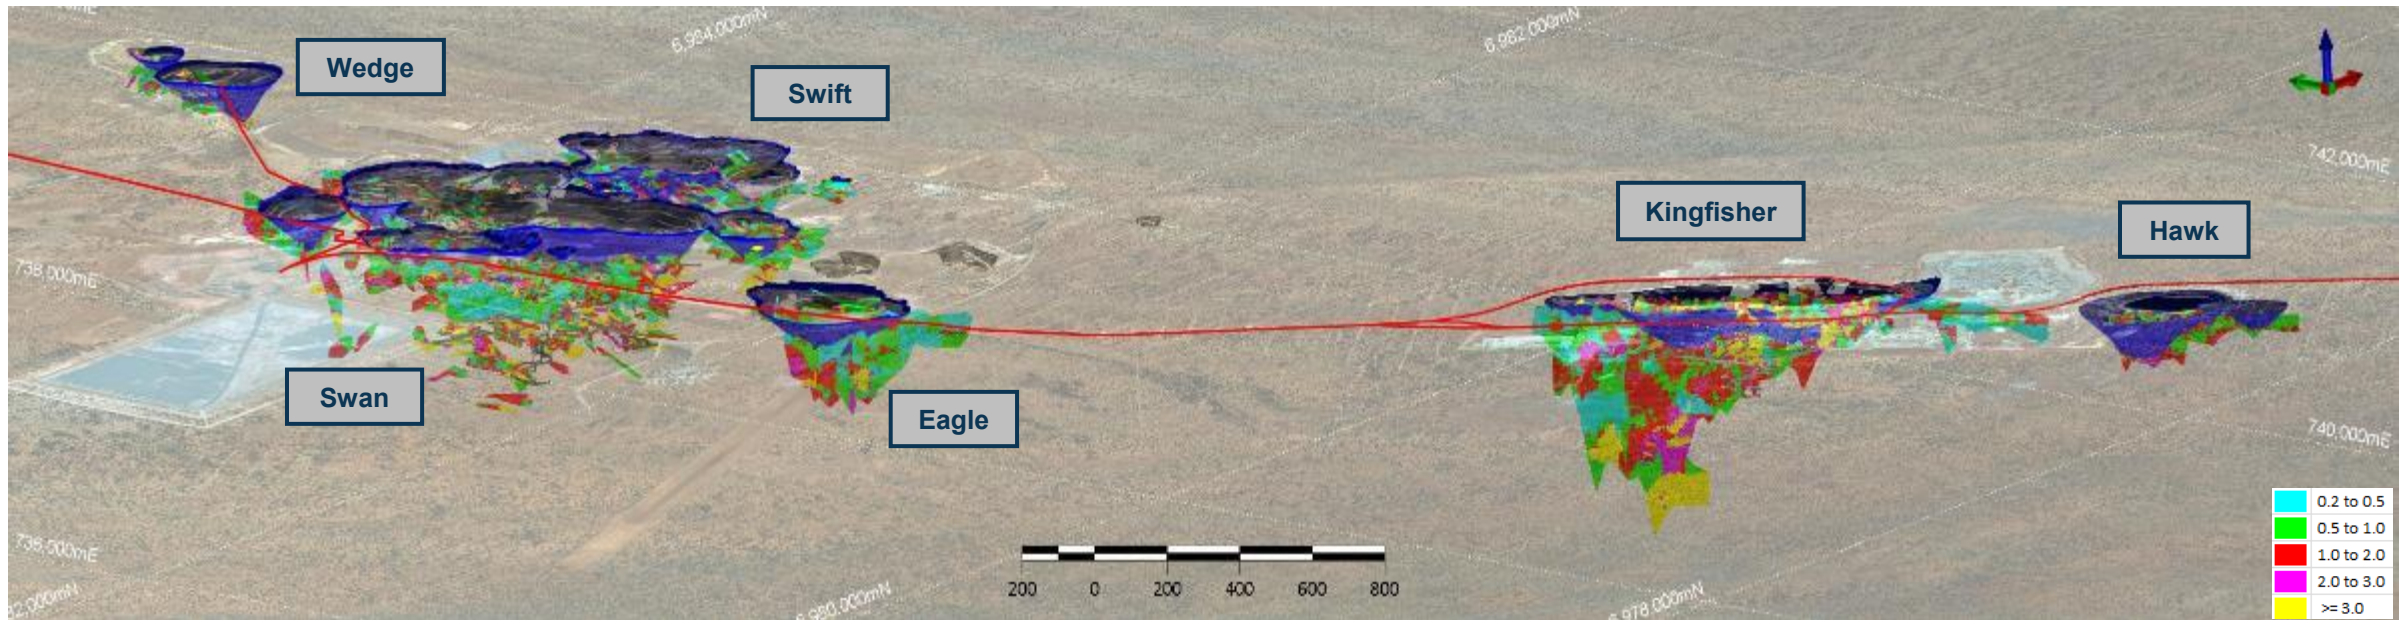 6,984,000mN
6,982,000mN
Wedge
Swift
742,000mE
Kingfisher
Hawk
738,000mE
Swan
Eagle
740,000mE
736,000mE
200 0 200 400 600 800
6,980,000mN
6,978,000mN
0.2 to 0.5
0.5 to 1.0
1.0 to 2.0
2.0 to 3.0
>= 3.0